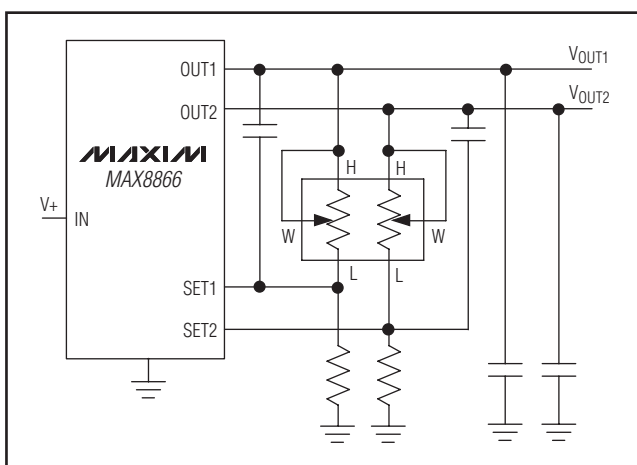 OUT1
VOUT1
OUT2
VOUT2
MAXIM
MAX8866
H
H
V+
IN
W
W
L
L
SET1
SET2